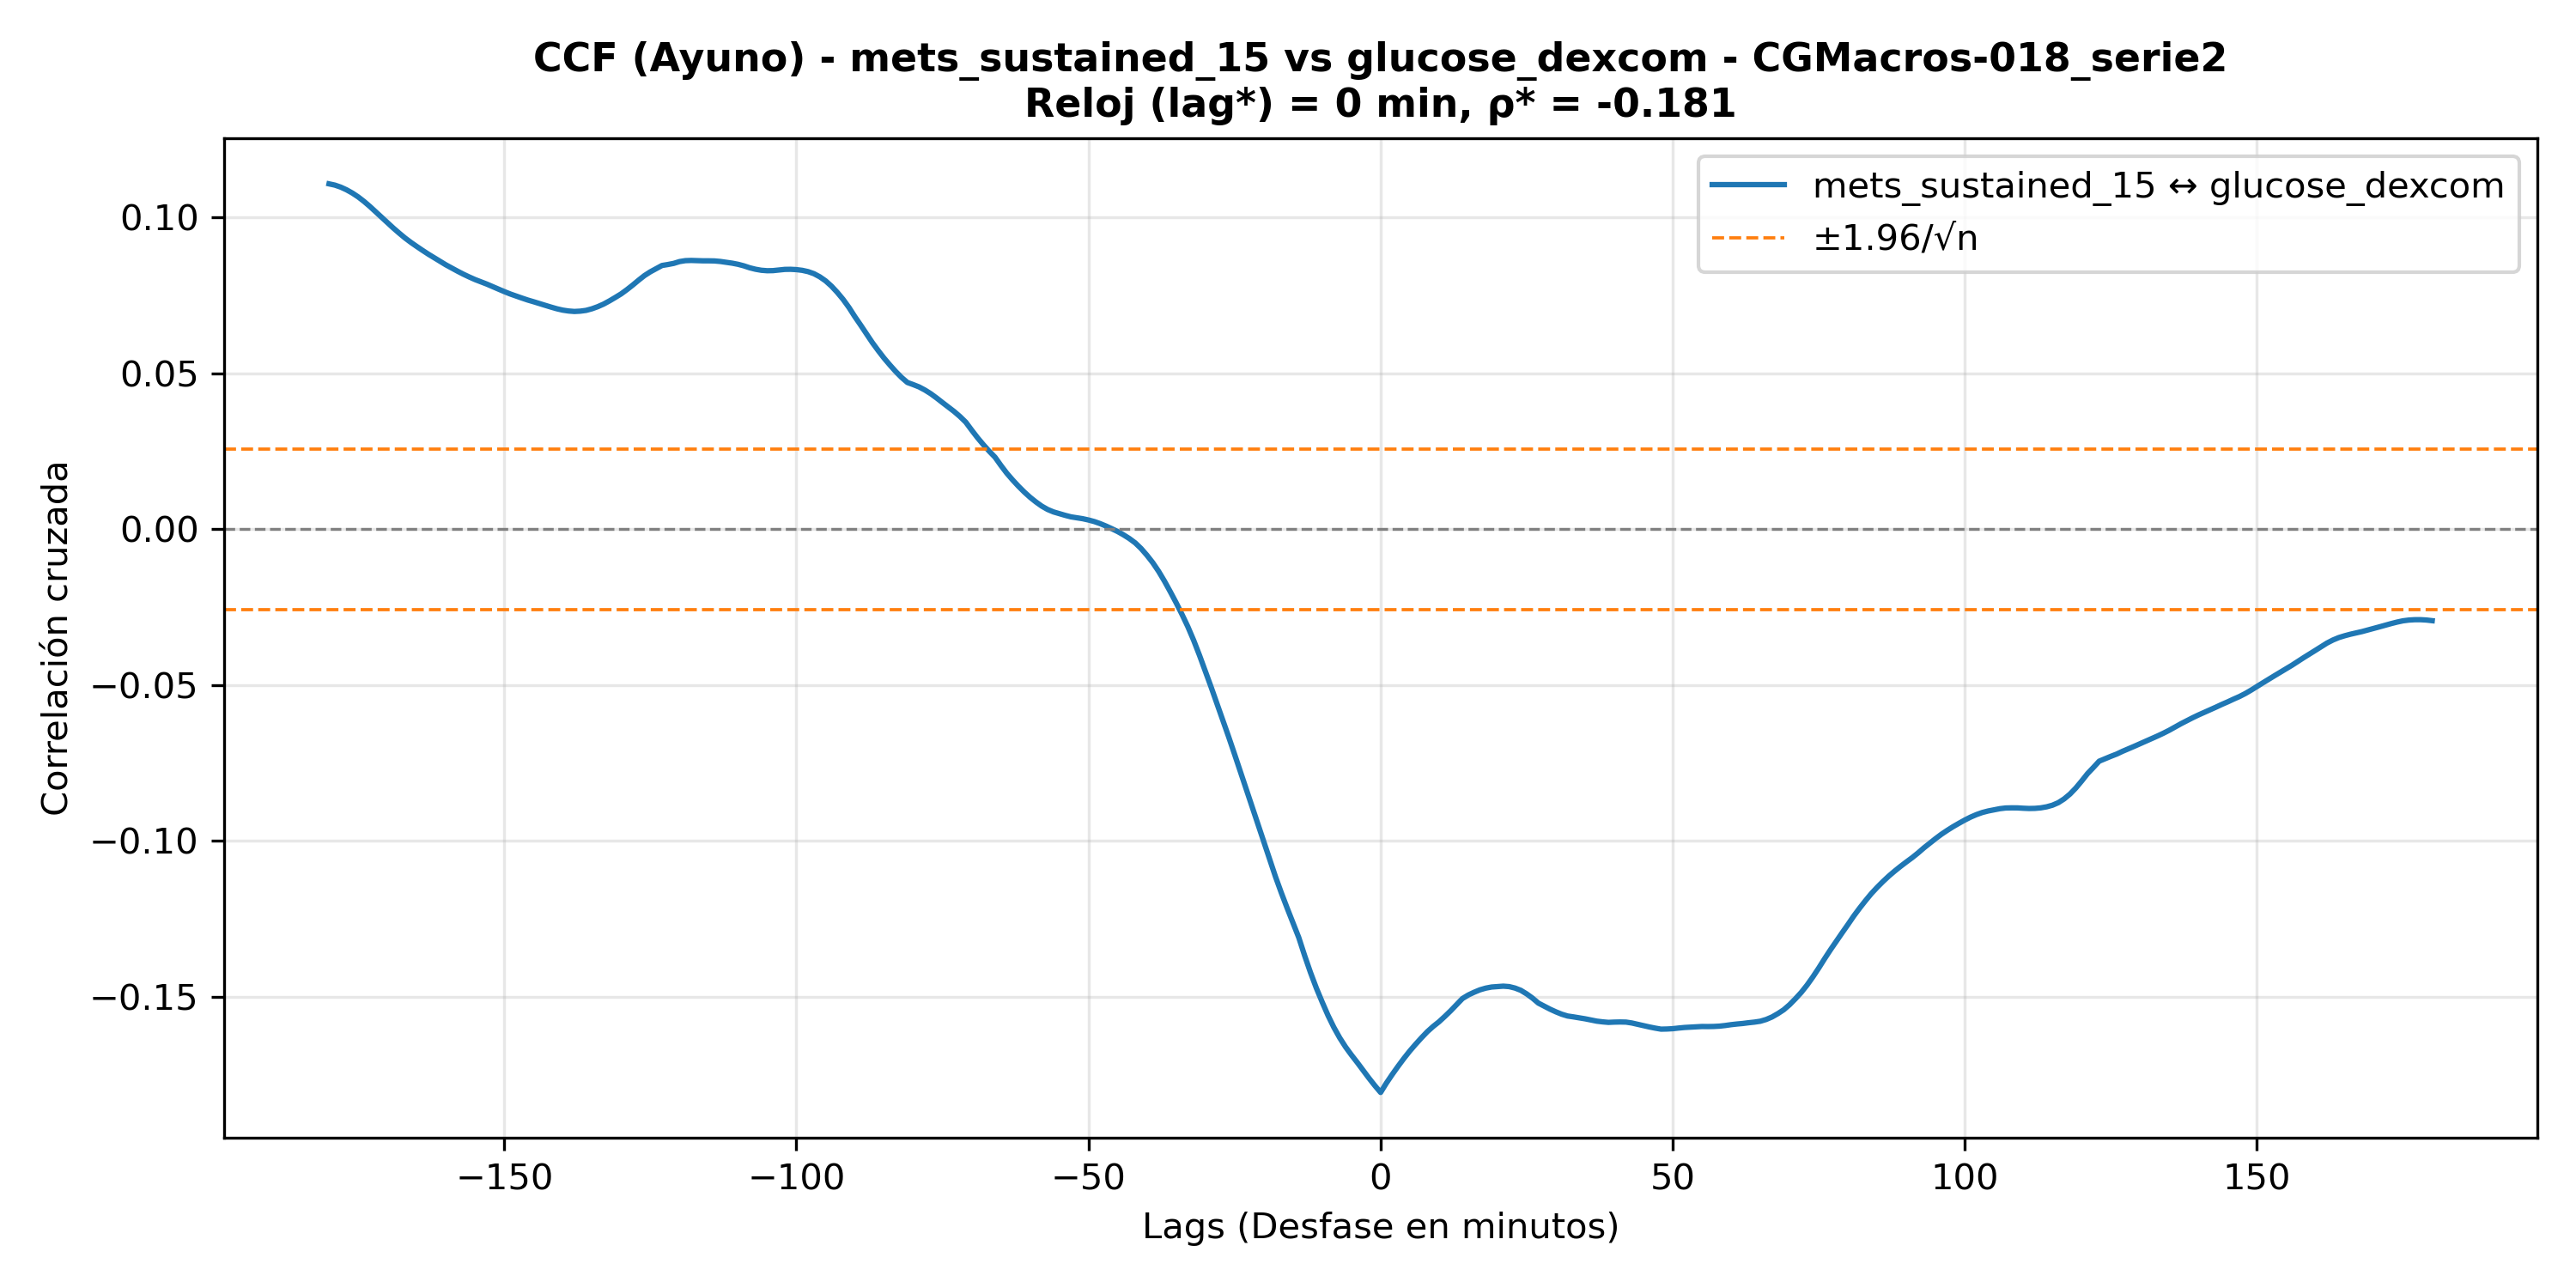 CCF (Ayuno) - mets_sustained_15 vs glucose_dexcom - CGMacros-018_serie2
Reloj (lag*) = 0 min, ρ* = -0.181
mets_sustained_15 ↔ glucose_dexcom
±1.96/√n
Correlación cruzada
0.10
0.05
0.00
−0.05
−0.10
−0.15
−150
−100
−50
0
50
100
150
Lags (Desfase en minutos)